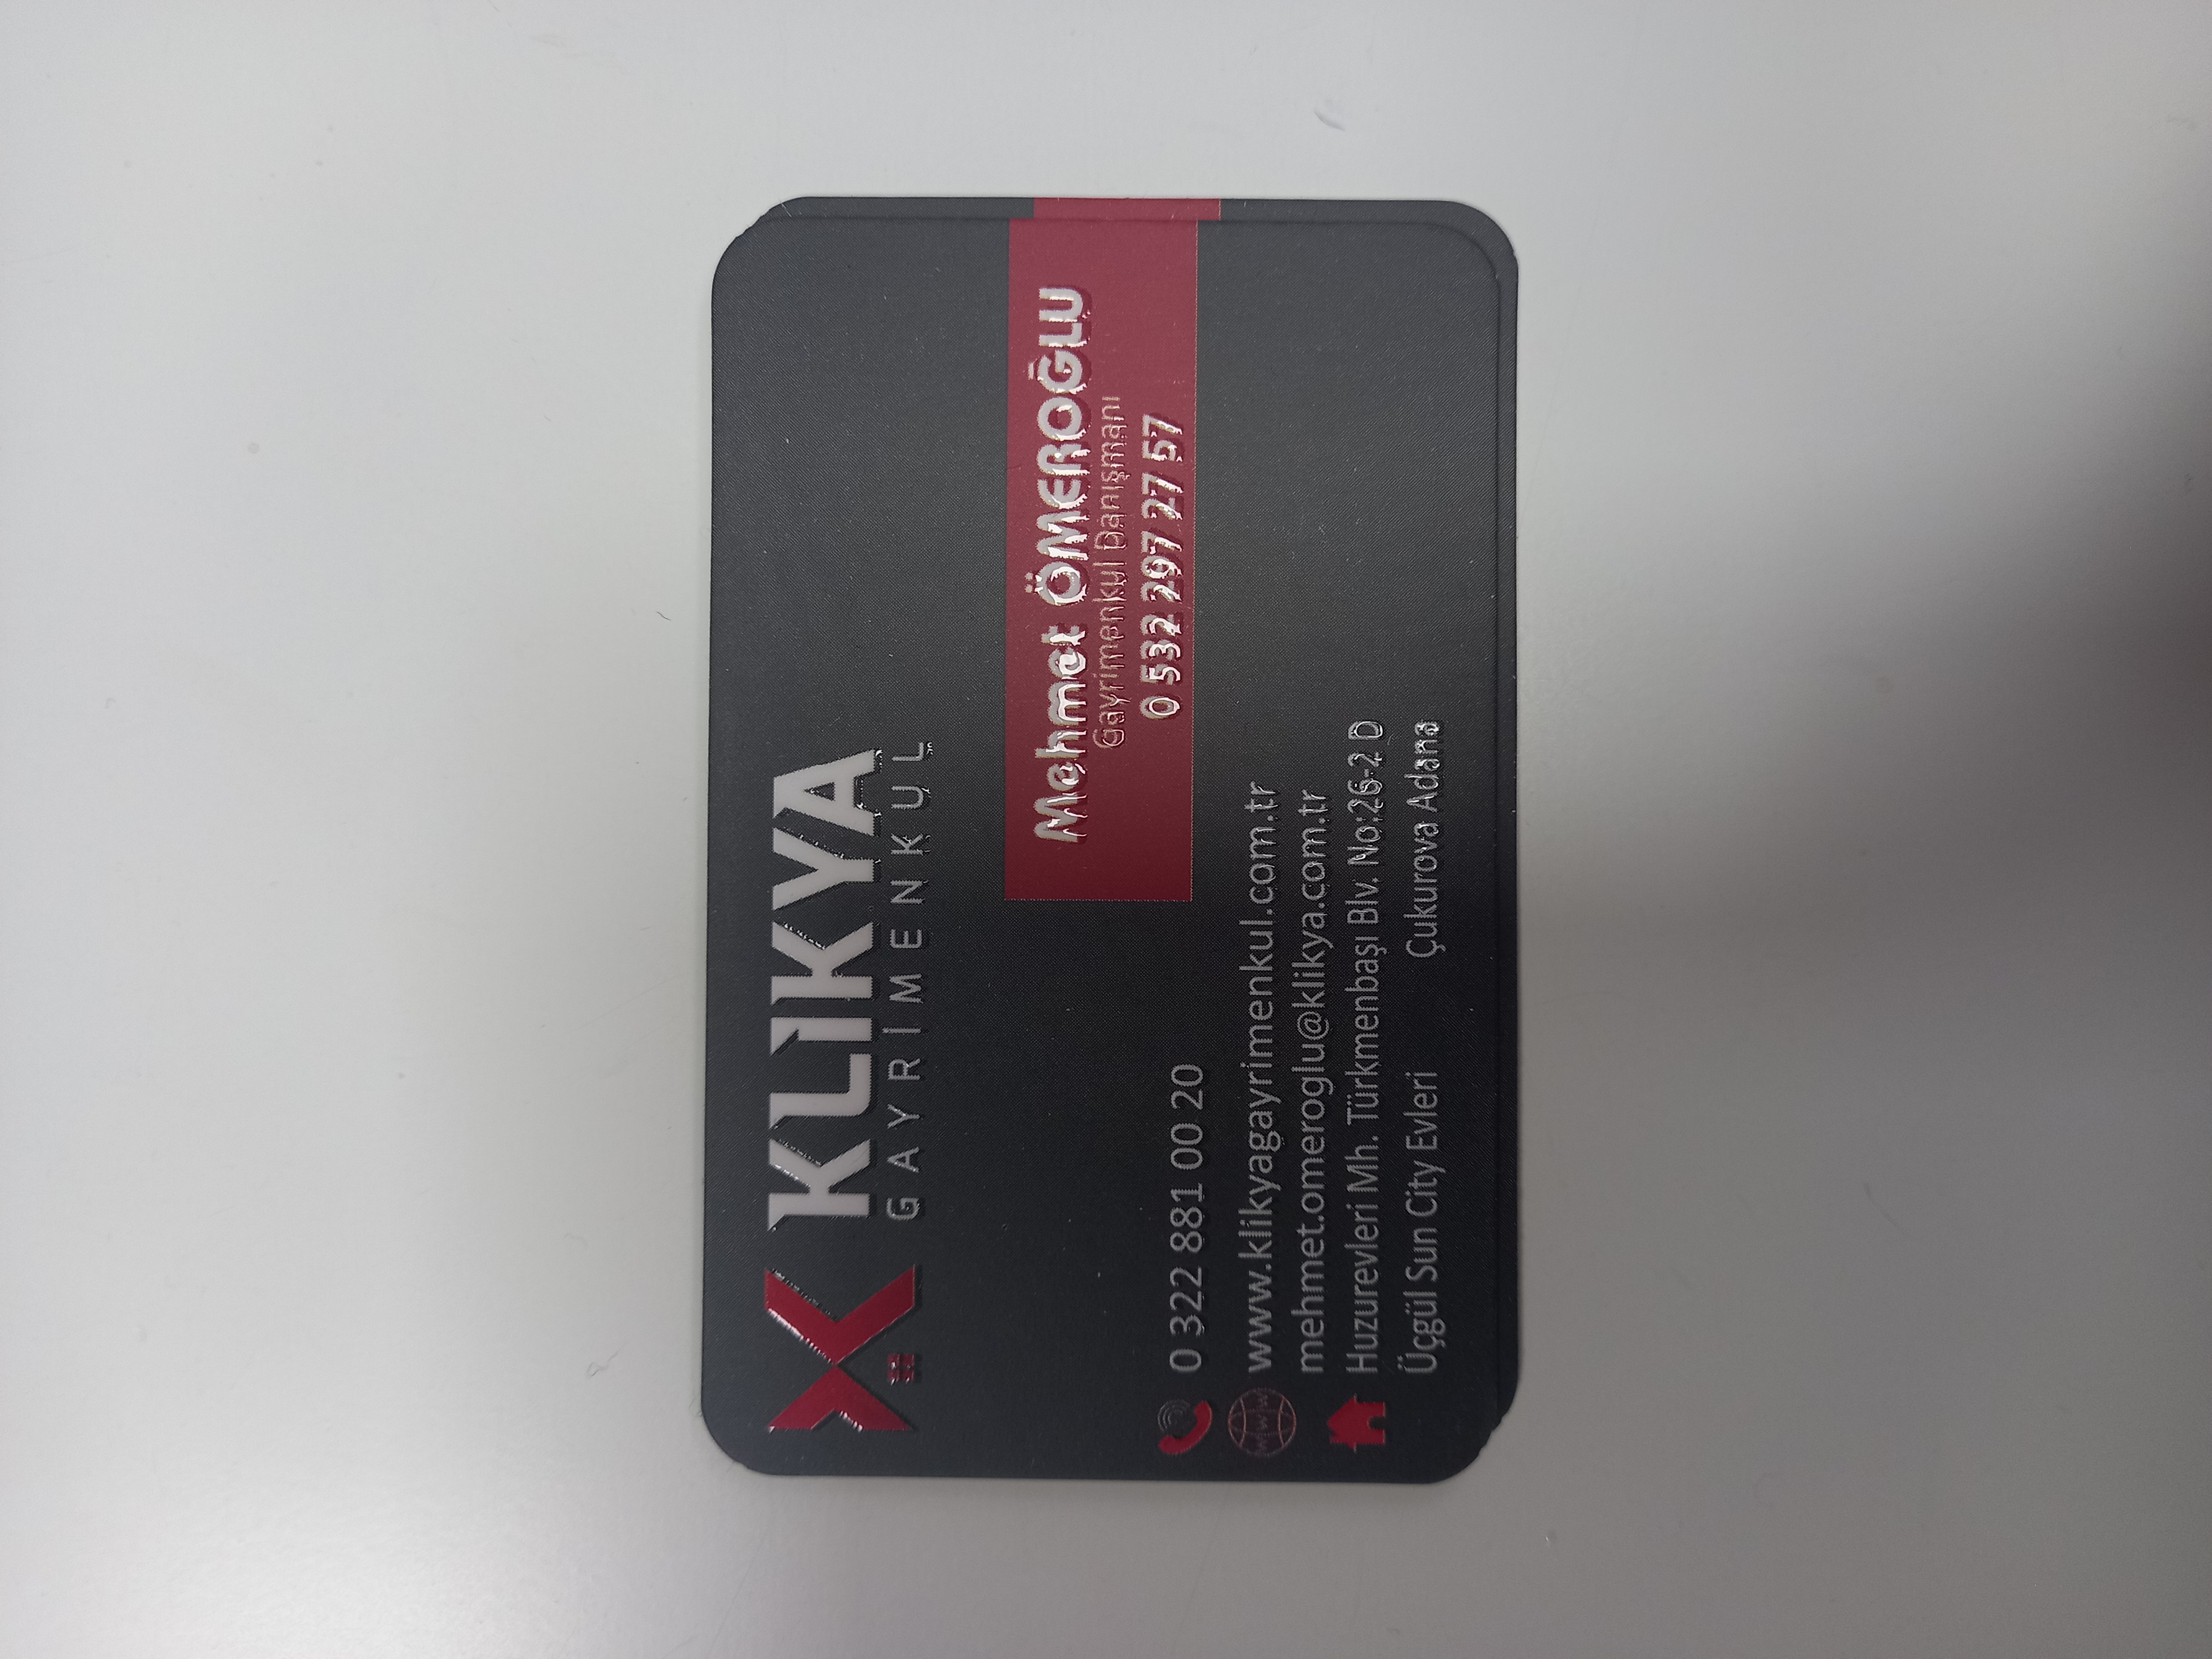 KLİKYA
GAYRİMENKUL
Mehmet ÖMEROĞLU
Gayrimenkul Danışmanı
0 532 297 27 57
0 322 881 00 20
www.klikyagayrimenkul.com.tr
mehmet.omeroglu@klikya.com.tr
Huzurevleri Mh. Türkmenbaşı Blv. No:26-2 D
Üçgül Sun City Evleri Çukurova Adana